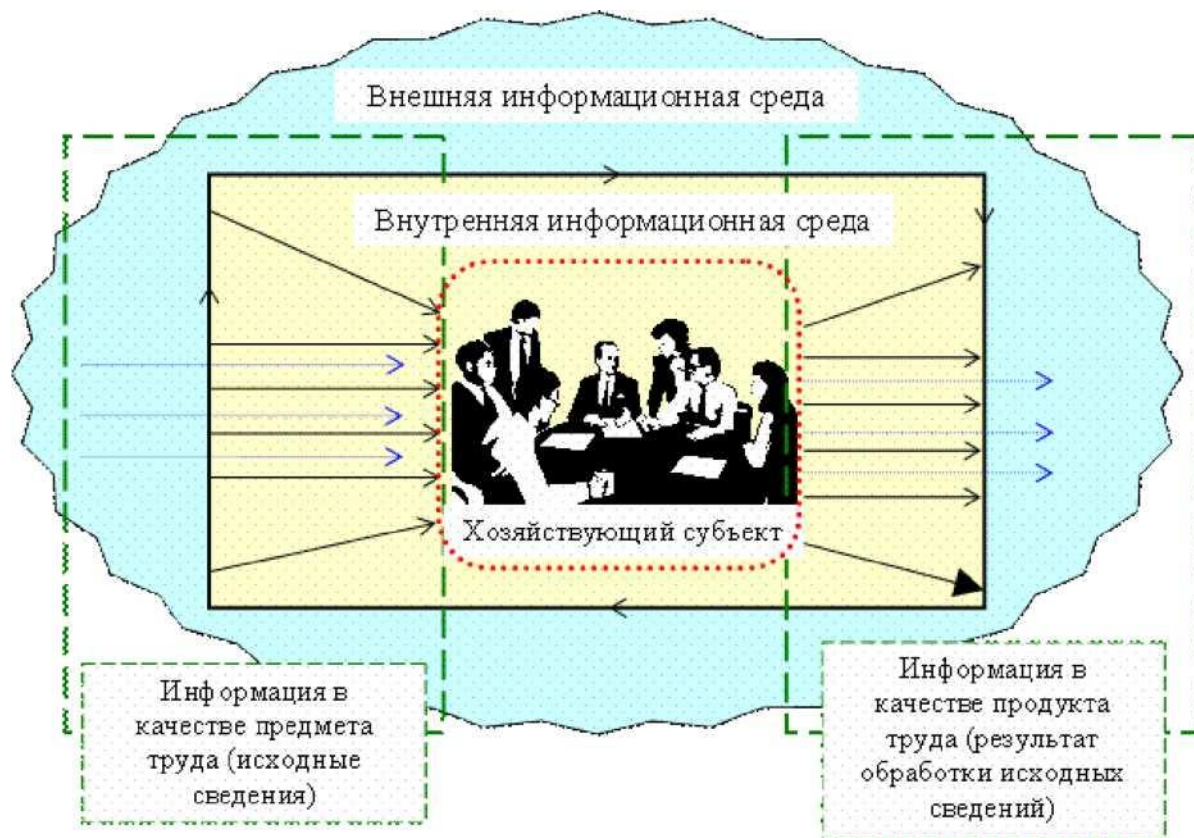 Внешняя информационная среда
Внутренняя информационная среда
Хозяйствующий субъект
Информация в
качестве предмета
труда (исходные
сведения)
Информация в
качестве продукта
труда (результат
обработки исходных
сведений)